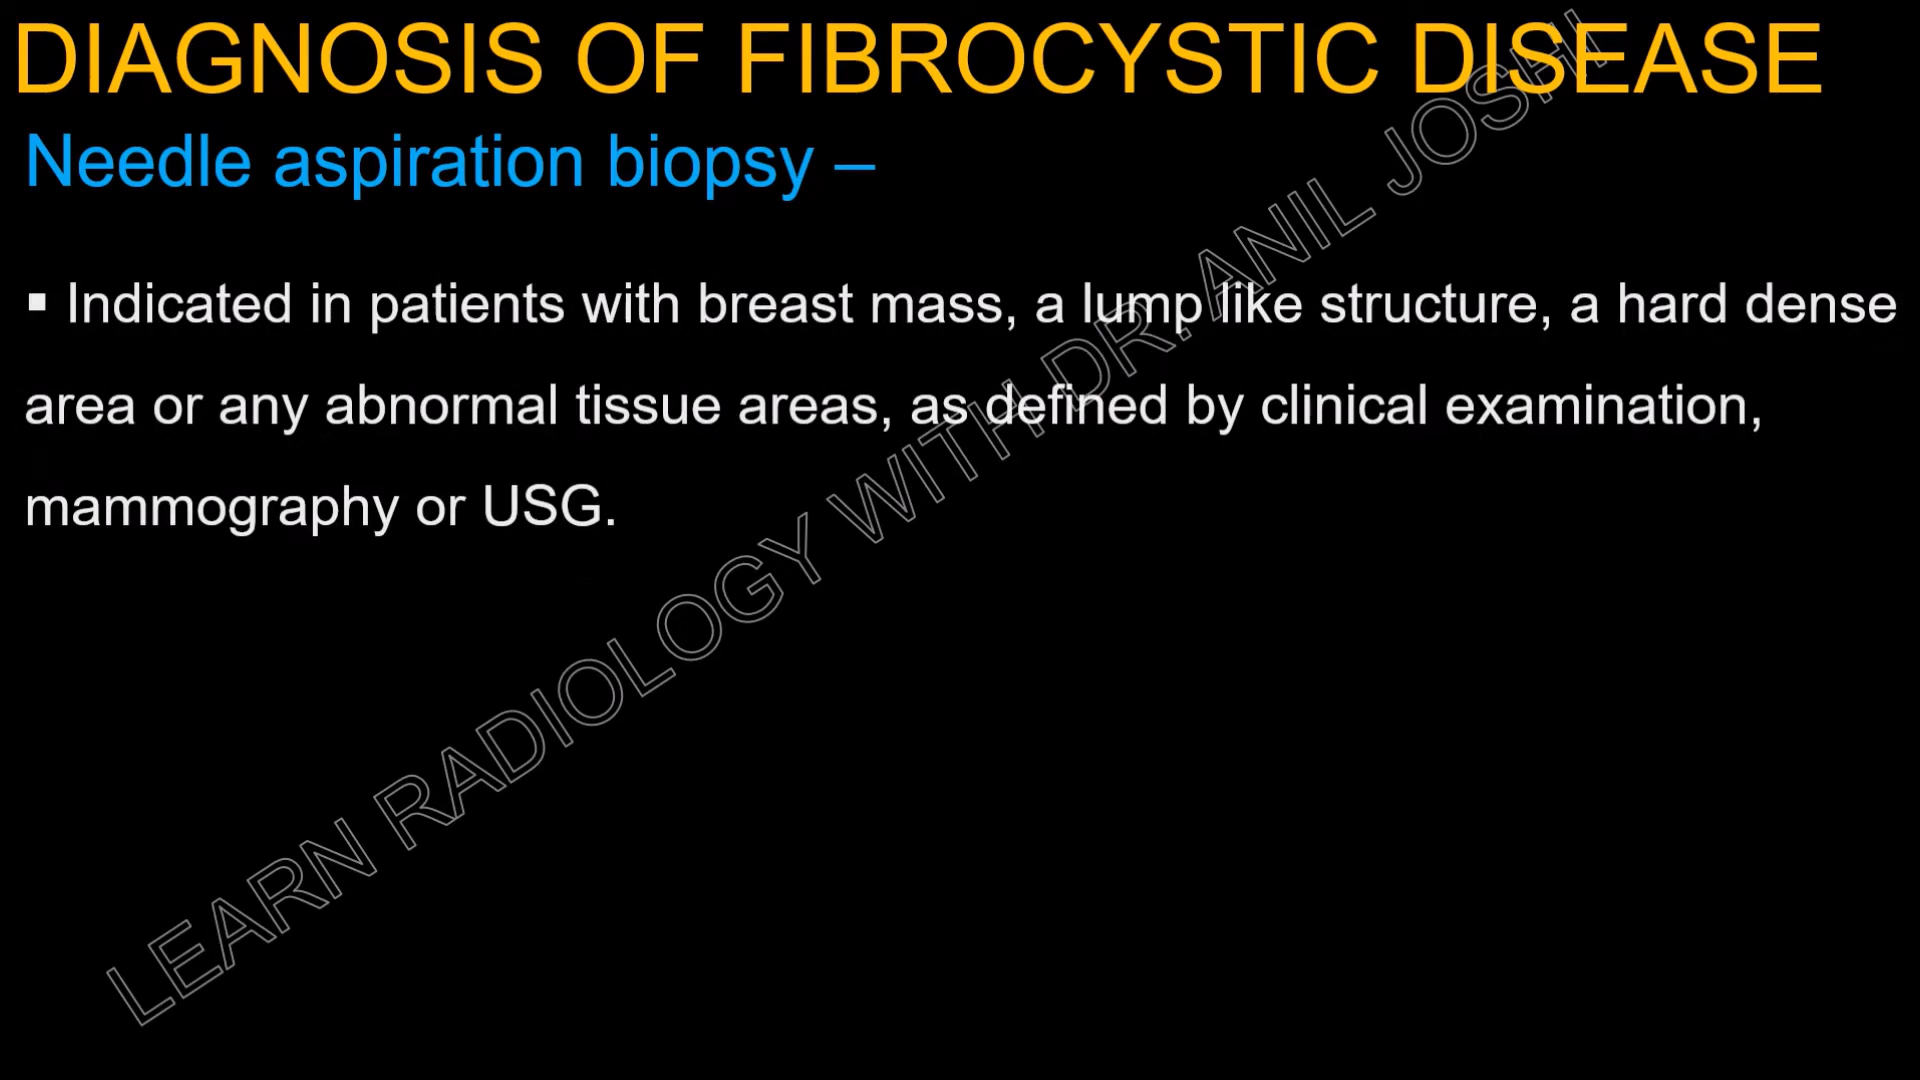 DIAGNOSIS OF FIBROCYSTIC DISEASE
Needle aspiration biopsy –
▪ Indicated in patients with breast mass, a lump like structure, a hard dense
area or any abnormal tissue areas, as defined by clinical examination,
mammography or USG.
LEARN RADIOLOGY WITH DR. ANIL JOSHI